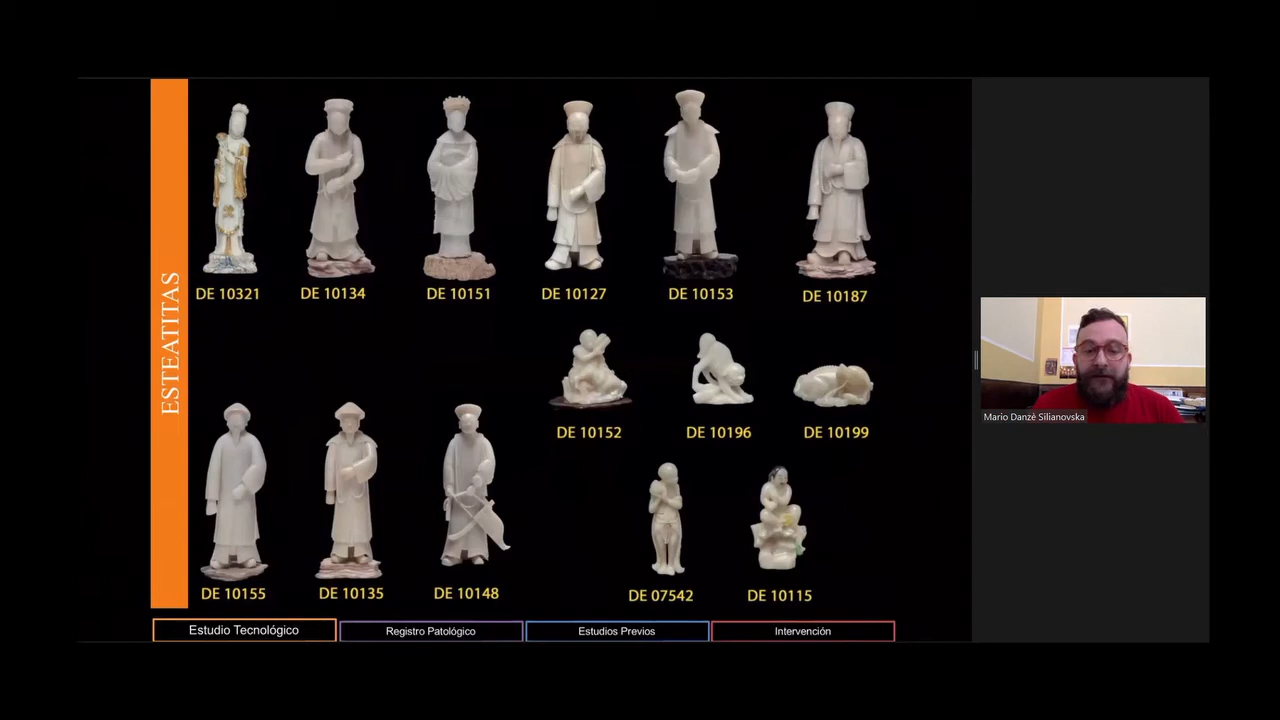 ESTEATITAS
DE 10321
DE 10134
DE 10151
DE 10127
DE 10153
DE 10187
DE 10152
DE 10196
DE 10199
DE 10155
DE 10135
DE 10148
DE 07542
DE 10115
Estudio Tecnológico
Registro Patológico
Estudios Previos
Intervención
Mario Danzè Silianovska